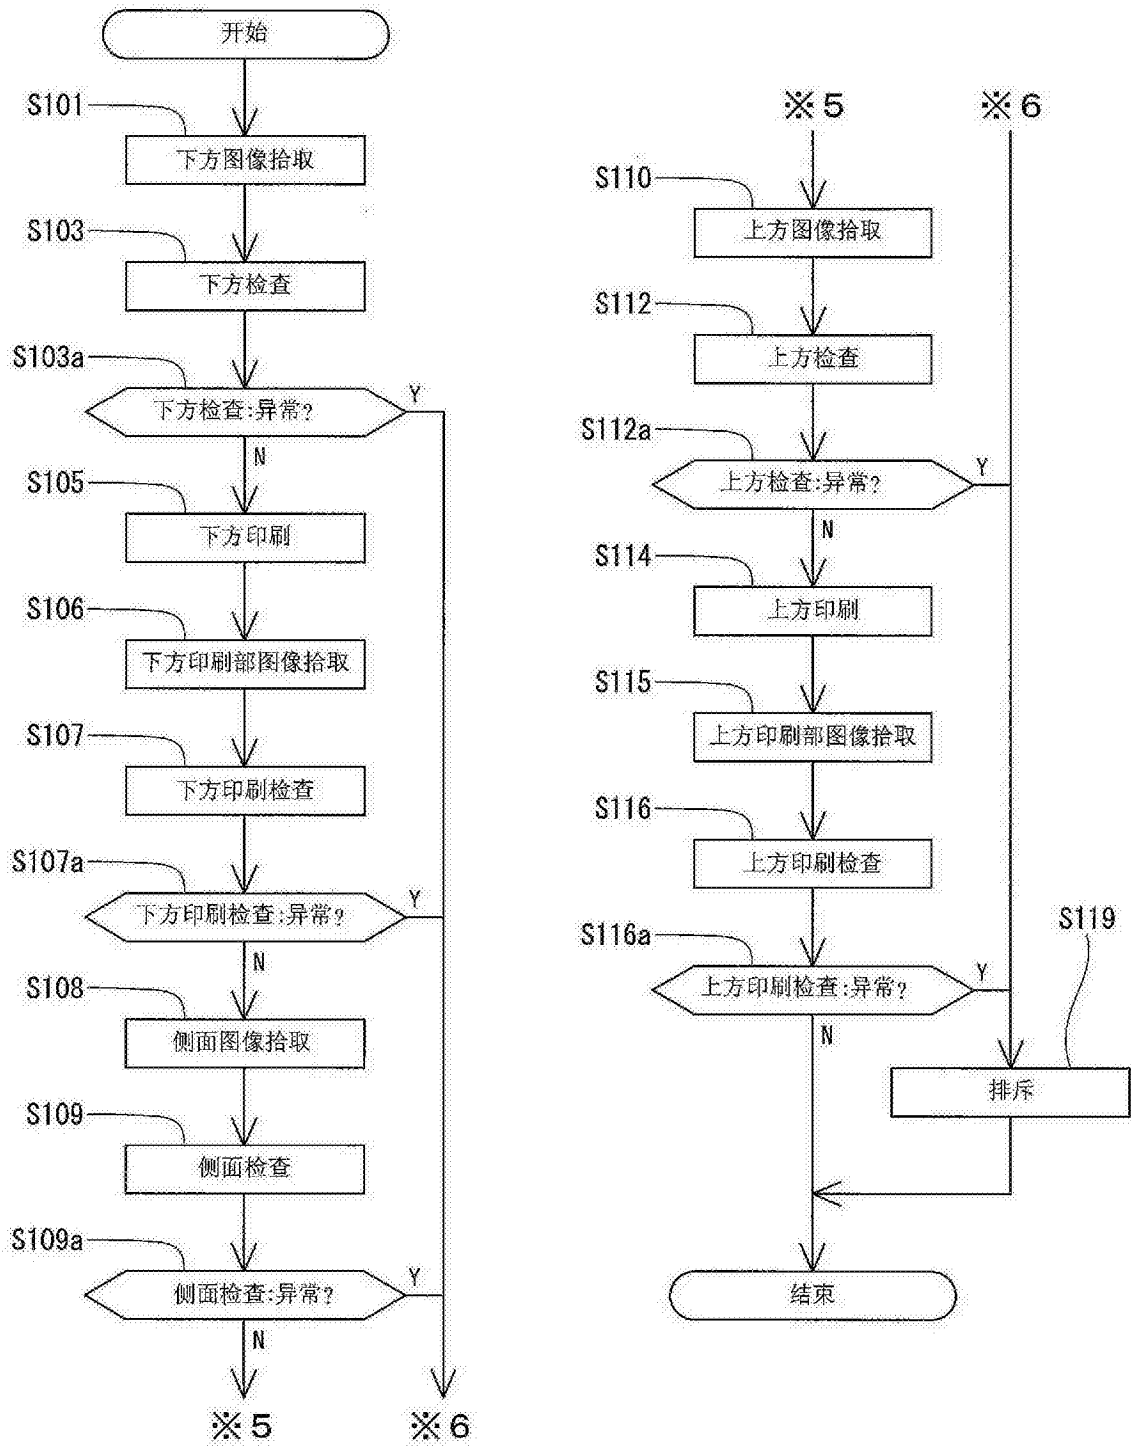 开始
S101
下方图像拾取
S103
下方检查
S103a
下方检查:异常?
Y
N
S105
下方印刷
S106
下方印刷部图像拾取
S107
下方印刷检查
S107a
下方印刷检查:异常?
Y
N
S108
侧面图像拾取
S109
侧面检查
S109a
侧面检查:异常?
Y
N
※5
※6
※5
※6
S110
上方图像拾取
S112
上方检查
S112a
上方检查:异常?
Y
N
S114
上方印刷
S115
上方印刷部图像拾取
S116
上方印刷检查
S116a
上方印刷检查:异常?
Y
N
S119
排斥
结束